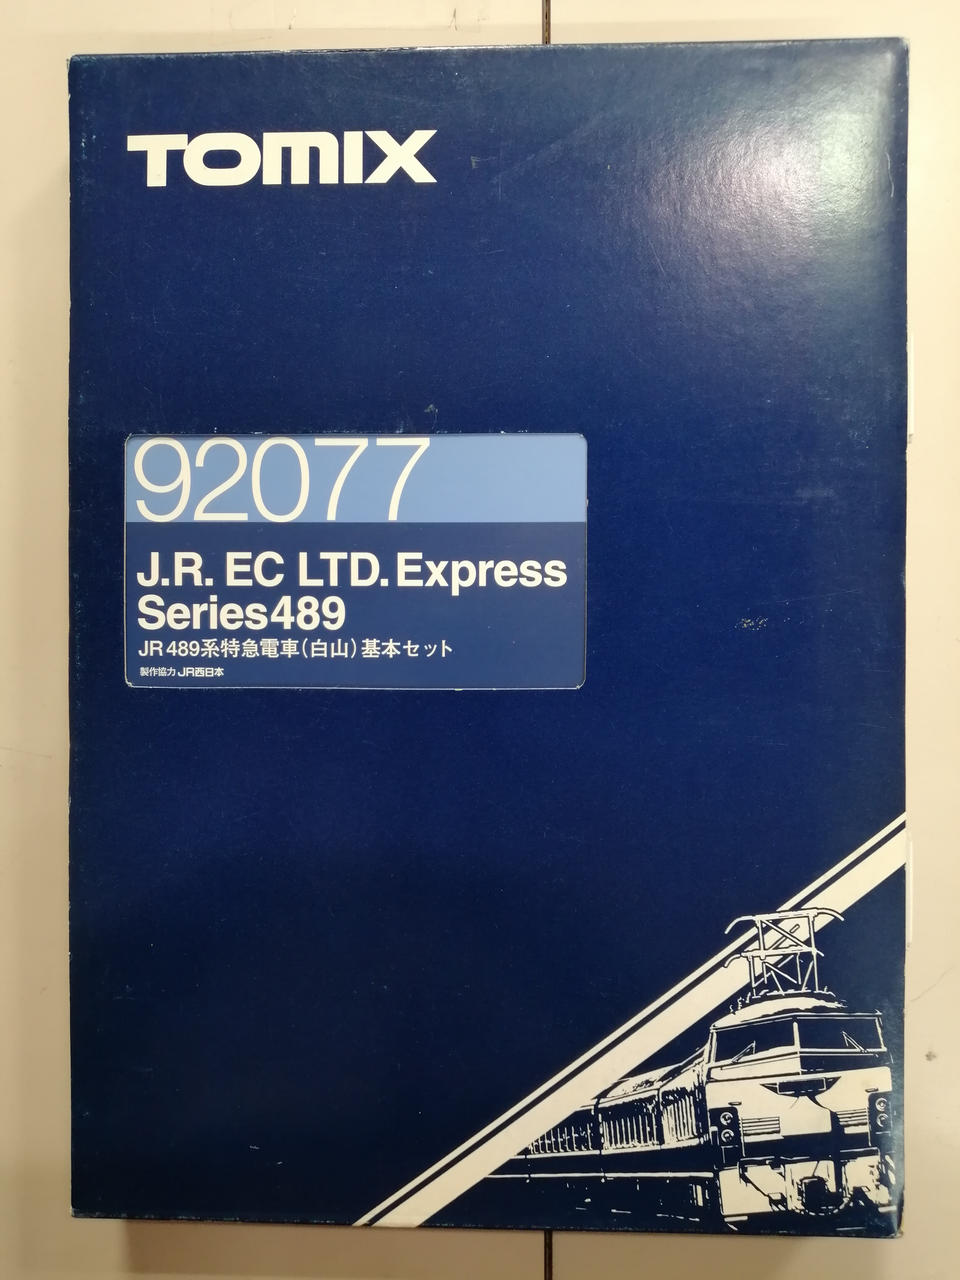 TOMIX
92077
J.R. EC LTD. Express
Series489
JR 489系特急電車(白山)基本セット
製作協力 JR西日本